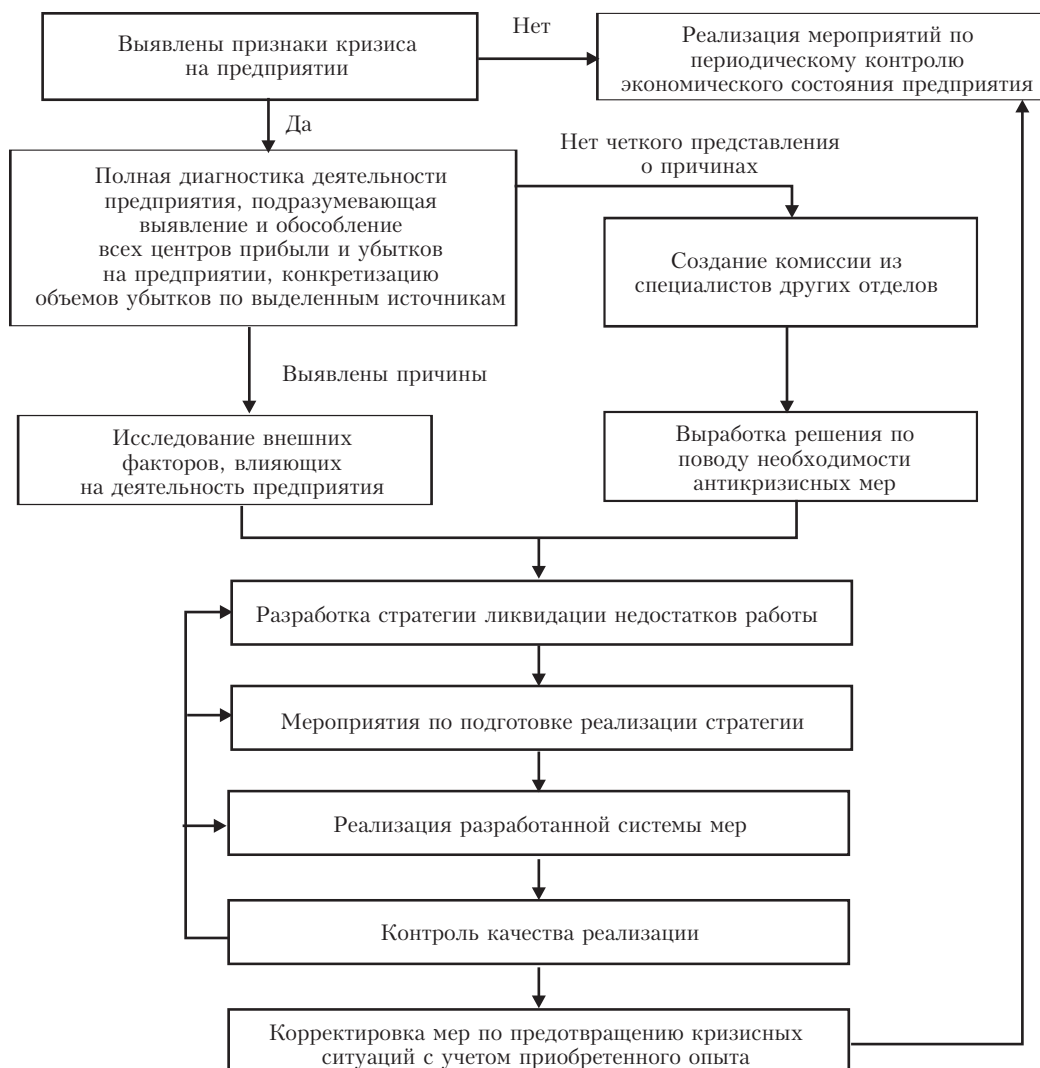 Выявлены признаки кризиса
на предприятии
Нет
Реализация мероприятий по
периодическому контролю
экономического состояния предприятия
Да
Нет четкого представления
о причинах
Полная диагностика деятельности
предприятия, подразумевающая
выявление и обособление
всех центров прибыли и убытков
на предприятии, конкретизацию
объемов убытков по выделенным источникам
Создание комиссии из
специалистов других отделов
Выявлены причины
Исследование внешних
факторов, влияющих
на деятельность предприятия
Выработка решения по
поводу необходимости
антикризисных мер
Разработка стратегии ликвидации недостатков работы
Мероприятия по подготовке реализации стратегии
Реализация разработанной системы мер
Контроль качества реализации
Корректировка мер по предотвращению кризисных
ситуаций с учетом приобретенного опыта